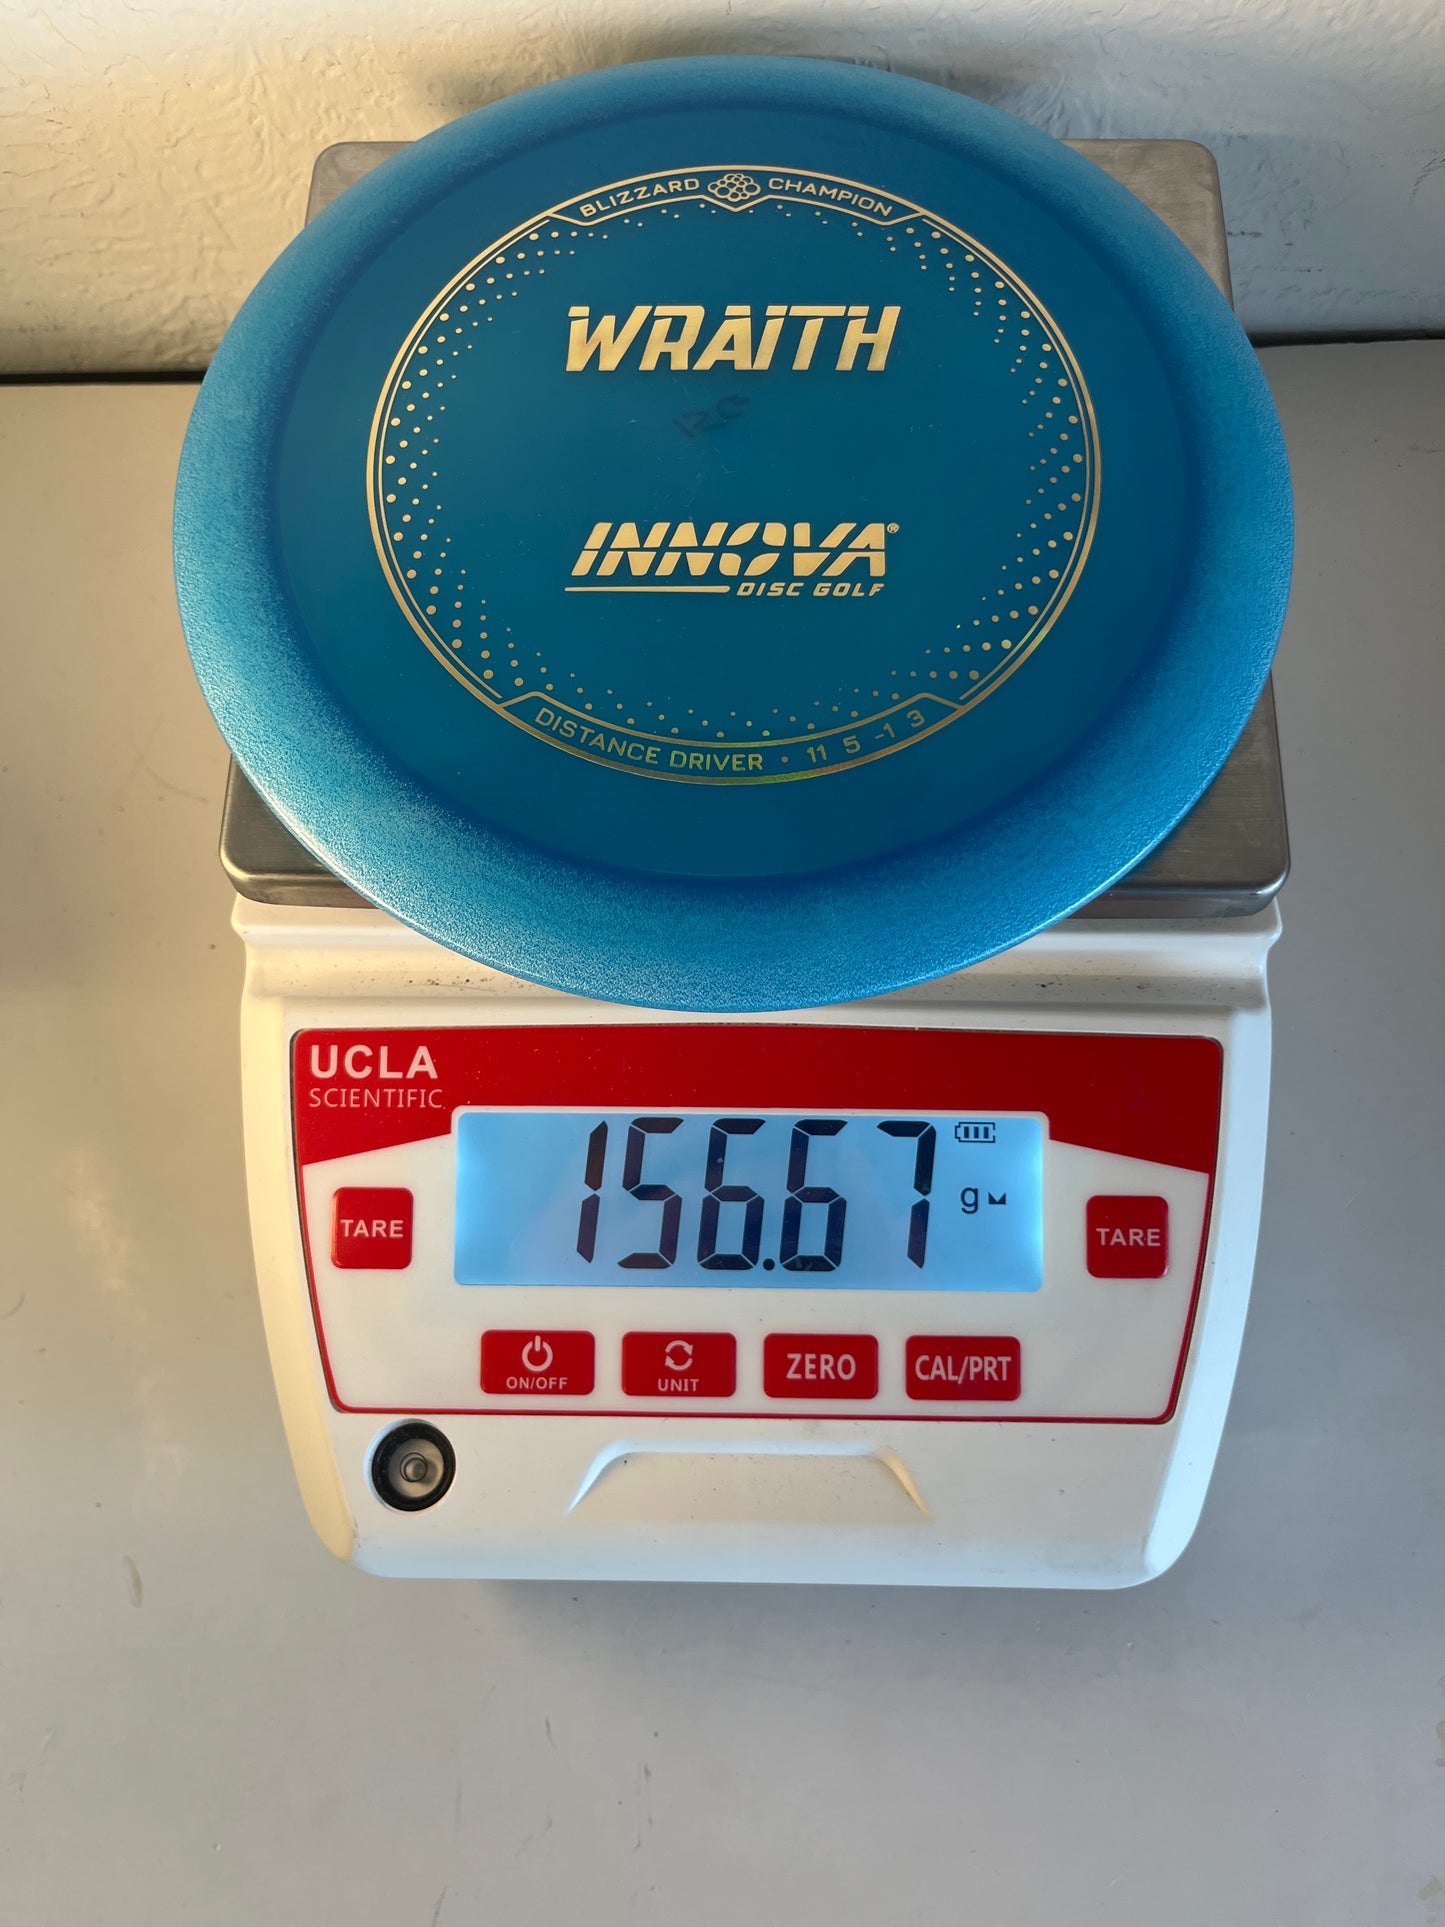 BLIZZARD CHAMPION
WRAITH
INNOVA®
DISC GOLF
DISTANCE DRIVER • 11 5 -1 3
UCLA
SCIENTIFIC
156.67 g
TARE
TARE
ON/OFF
UNIT
ZERO
CAL/PRT